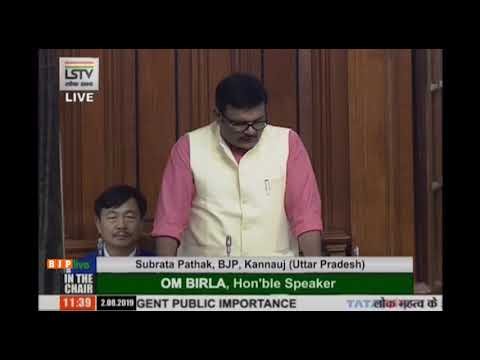 LSTV
लोक सभा
LIVE
Subrata Pathak, BJP, Kannauj (Uttar Pradesh)
BJP live
IN THE CHAIR
OM BIRLA, Hon'ble Speaker
11:39 2.08.2019 GENT PUBLIC IMPORTANCE लोक महत्व के